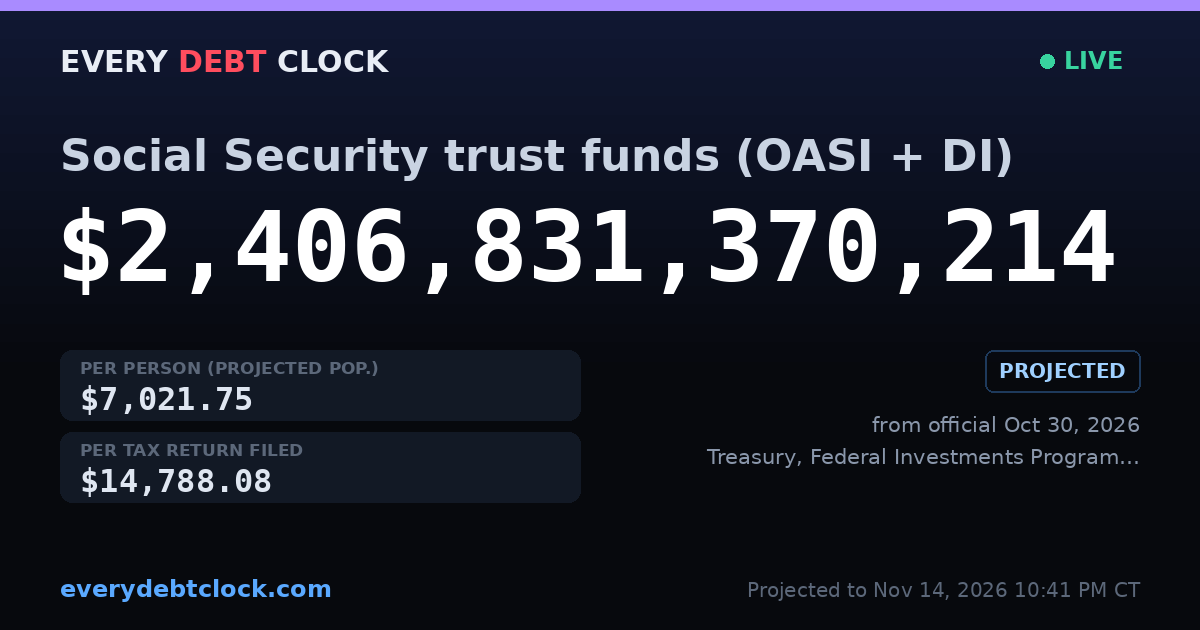 EVERY DEBT CLOCK
LIVE
Social Security trust funds (OASI + DI)
$2,406,831,370,214
PER PERSON (PROJECTED POP.)
$7,021.75
PER TAX RETURN FILED
$14,788.08
PROJECTED
from official Oct 30, 2026
Treasury, Federal Investments Program…
everydebtclock.com
Projected to Nov 14, 2026 10:41 PM CT